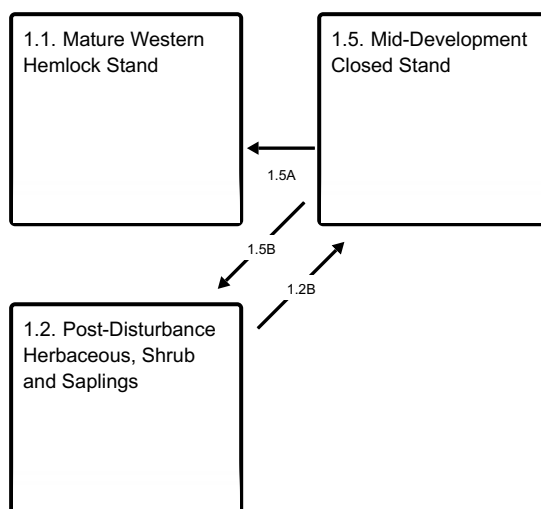 1.1. Mature Western
Hemlock Stand
1.5. Mid-Development
Closed Stand
1.5A
1.5B
1.2B
1.2. Post-Disturbance
Herbaceous, Shrub
and Saplings